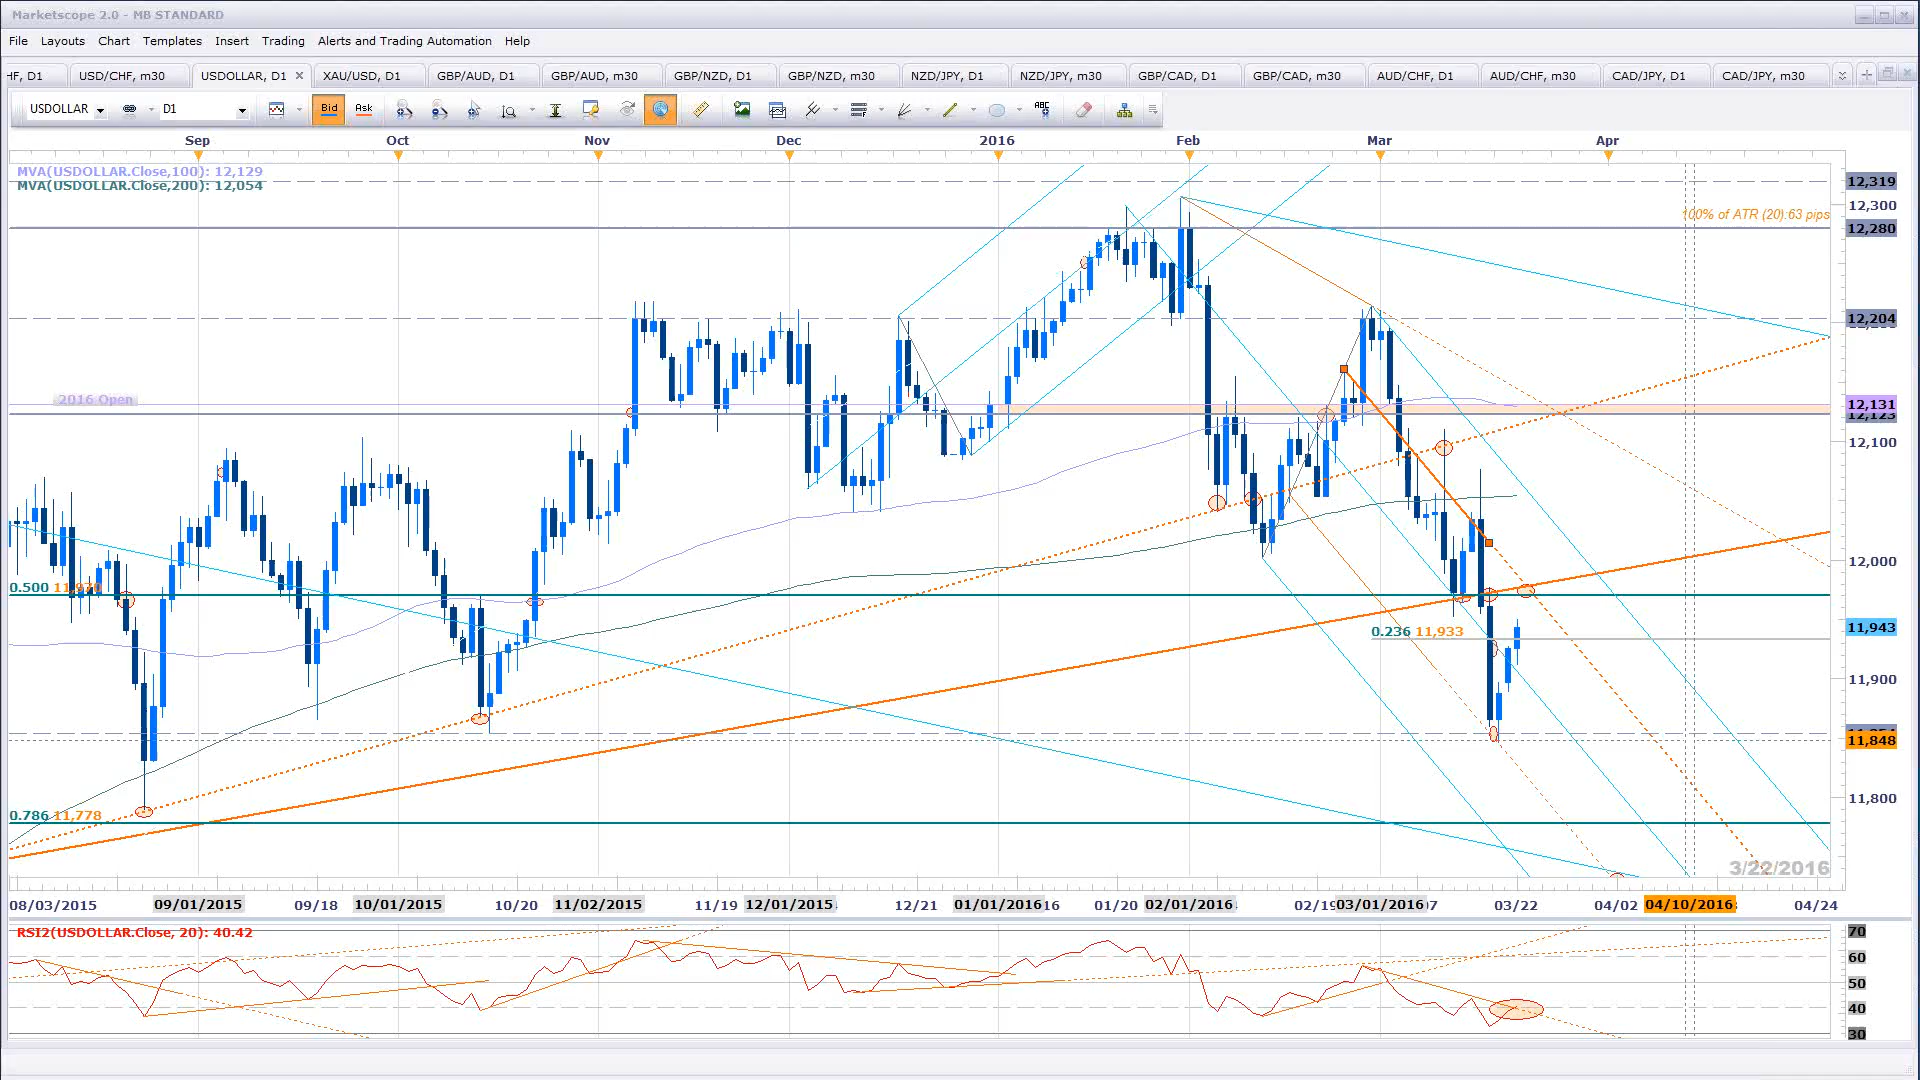 Marketscope 2.0 - MB STANDARD
File Layouts Chart Templates Insert Trading Alerts and Trading Automation Help
HF, D1 USD/CHF, m30 USDOLLAR, D1 XAU/USD, D1 GBP/AUD, D1 GBP/AUD, m30 GBP/NZD, D1 GBP/NZD, m30 NZD/JPY, D1 NZD/JPY, m30 GBP/CAD, D1 GBP/CAD, m30 AUD/CHF, D1 AUD/CHF, m30 CAD/JPY, D1 CAD/JPY, m30
USDOLLAR D1 Bid Ask ABC
Sep Oct Nov Dec 2016 Feb Mar Apr
MVA(USDOLLAR.Close,100): 12,129
MVA(USDOLLAR.Close,200): 12,054
12,319
12,300
100% of ATR (20):63 pips
12,280
12,204
2016 Open
12,131
12,123
12,100
12,000
0.500 11,970
0.236 11,933
11,943
11,900
11,848
11,800
0.786 11,778
3/22/2016
08/03/2015 09/01/2015 09/18 10/01/2015 10/20 11/02/2015 11/19 12/01/2015 12/21 01/01/2016 01/20 02/01/2016 02/19 03/01/2016 03/22 04/02 04/10/2016 04/24
RSI2(USDOLLAR.Close, 20): 40.42
70
60
50
40
30